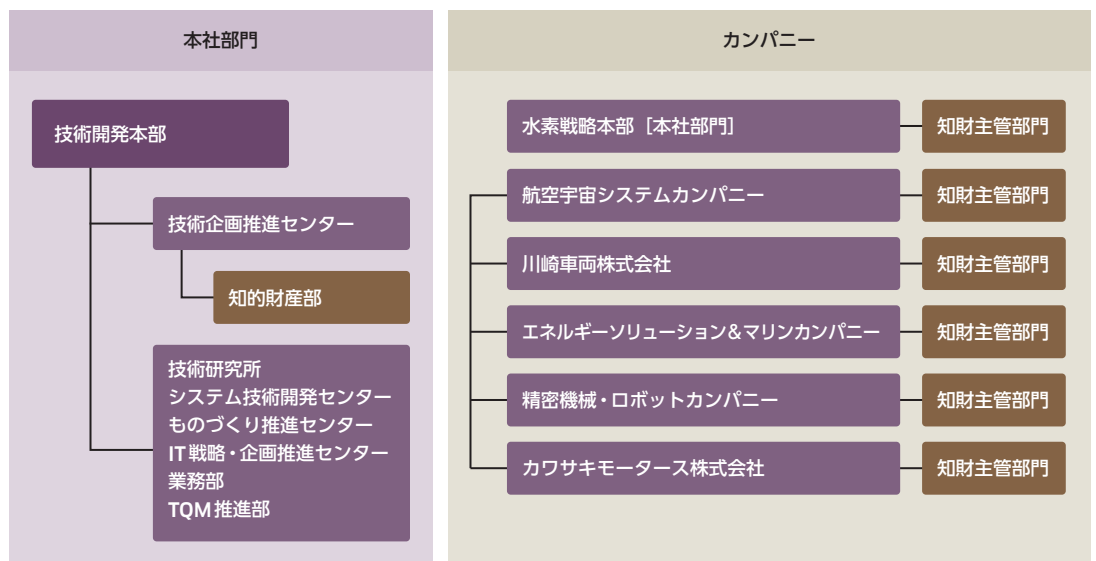 本社部門
技術開発本部
技術企画推進センター
知的財産部
技術研究所
システム技術開発センター
ものづくり推進センター
IT戦略・企画推進センター
業務部
TQM推進部
カンパニー
水素戦略本部［本社部門］
知財主管部門
航空宇宙システムカンパニー
知財主管部門
川崎車両株式会社
知財主管部門
エネルギーソリューション＆マリンカンパニー
知財主管部門
精密機械・ロボットカンパニー
知財主管部門
カワサキモータース株式会社
知財主管部門